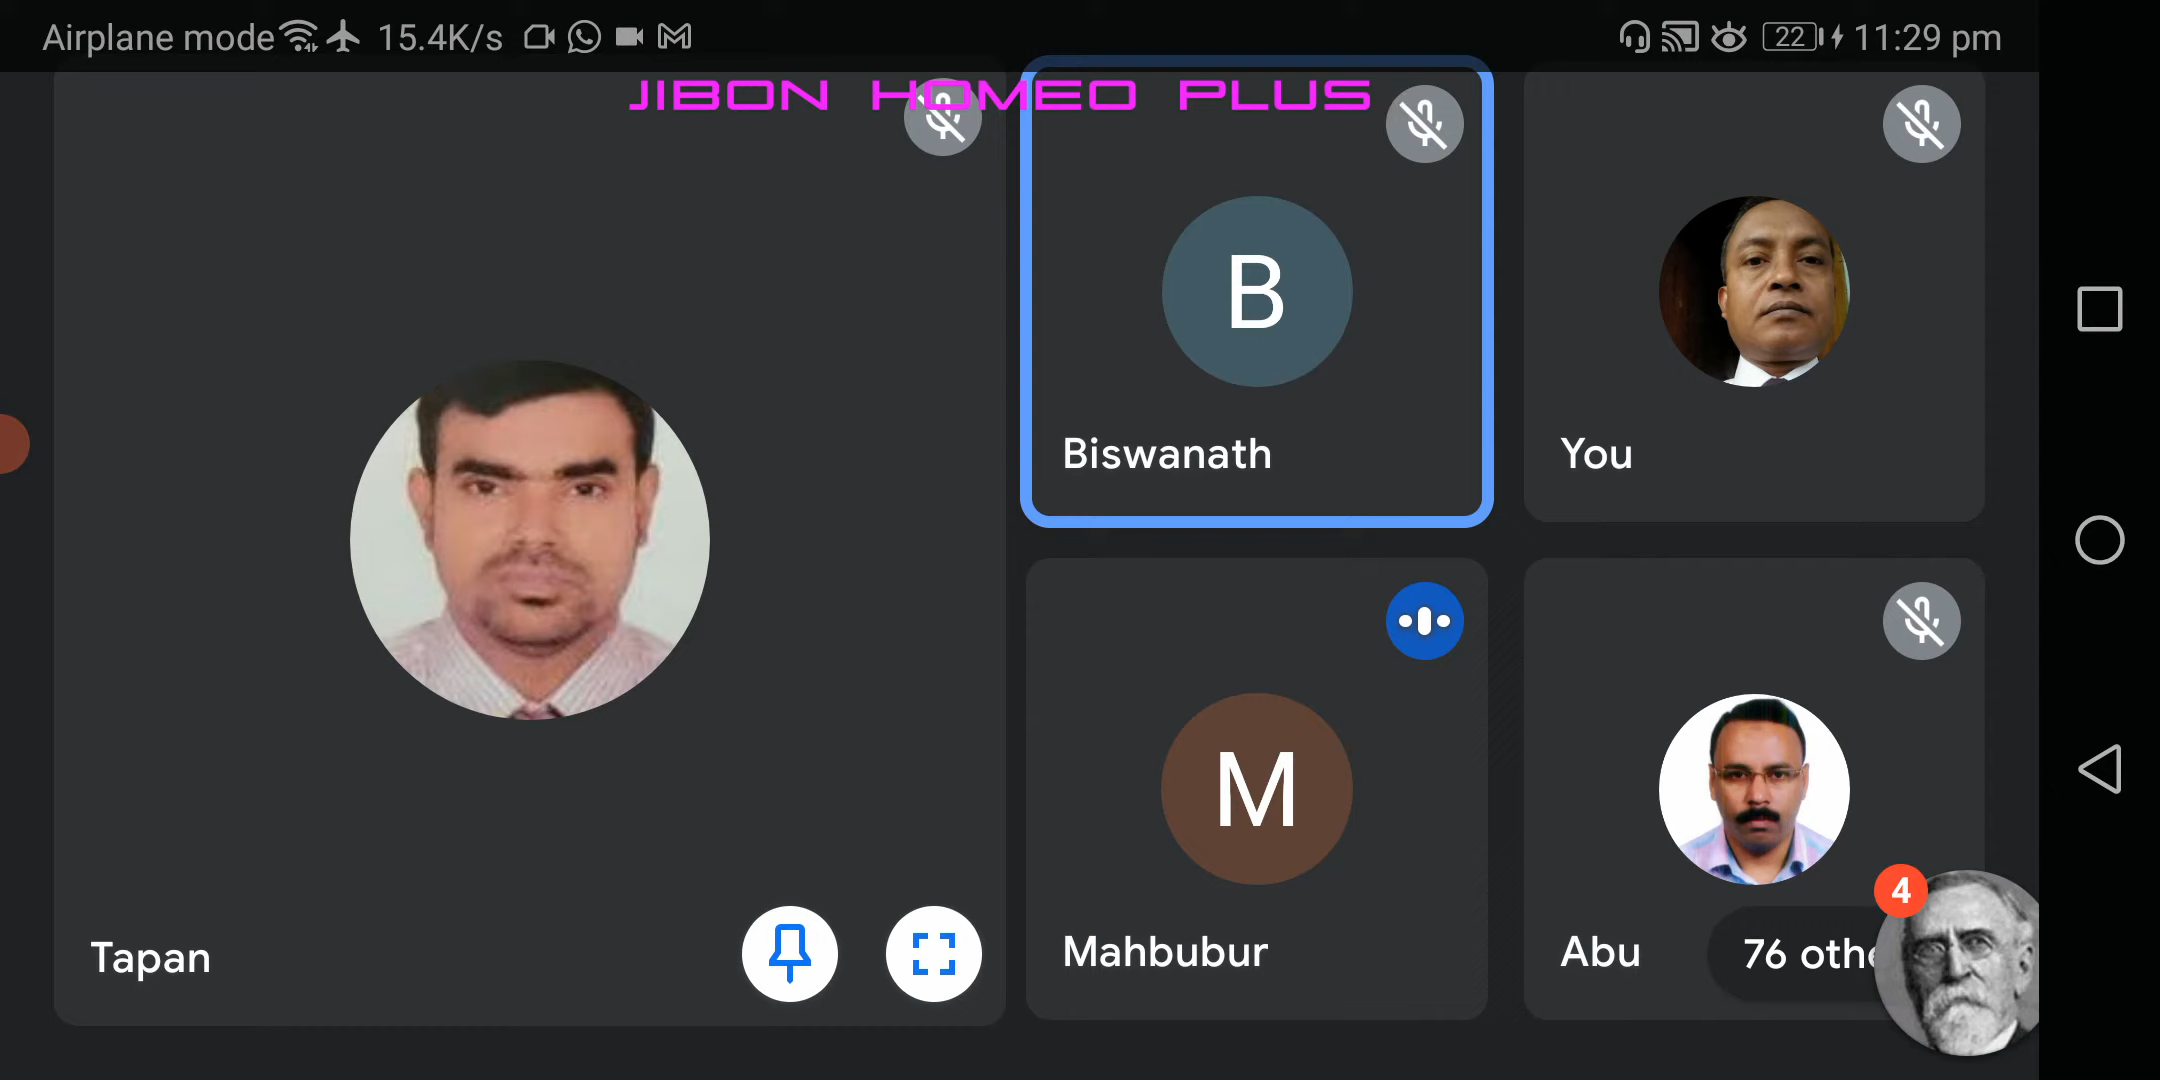 Airplane mode 15.4K/s 22 11:29 pm
JIBON HOMEO PLUS
B
Biswanath
You
M
Tapan
Mahbubur
Abu
76 othe
4